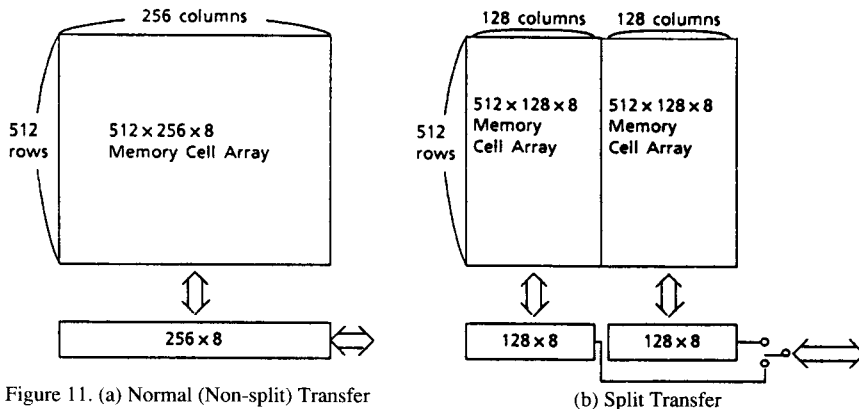 256 columns
512
rows
512 x 256 x 8
Memory Cell Array
256 x 8
Figure 11. (a) Normal (Non-split) Transfer
128 columns 128 columns
512
rows
512 x 128 x 8
Memory
Cell Array
512 x 128 x 8
Memory
Cell Array
128 x 8
128 x 8
(b) Split Transfer